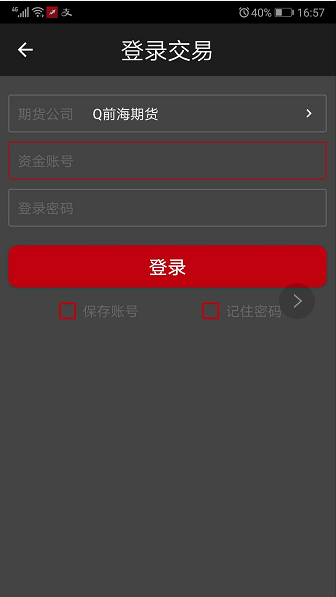 4G 40% 16:57
登录交易
期货公司 Q前海期货
资金账号
登录密码
登录
保存账号 记住密码